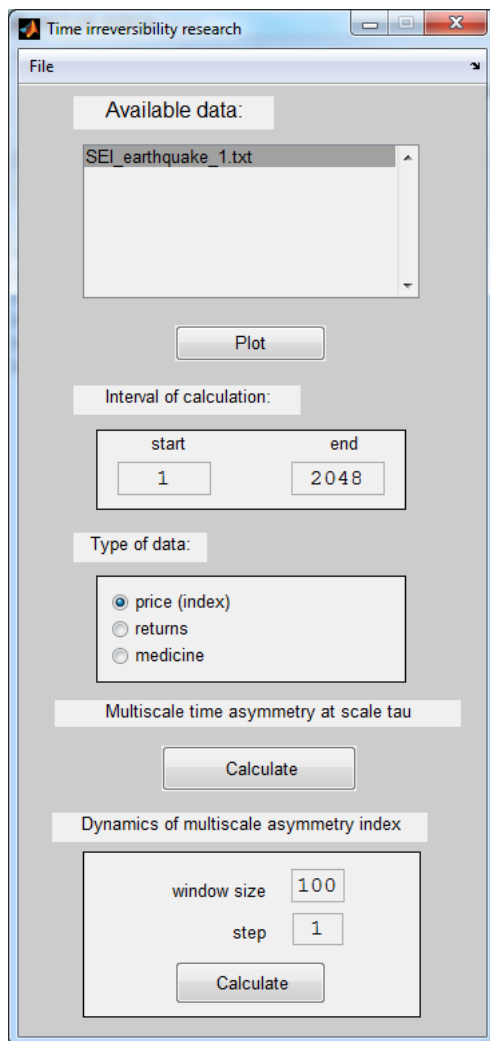 Time irreversibility research
File
Available data:
SEI_earthquake_1.txt
Plot
Interval of calculation:
start end
1 2048
Type of data:
price (index)
returns
medicine
Multiscale time asymmetry at scale tau
Calculate
Dynamics of multiscale asymmetry index
window size 100
step 1
Calculate